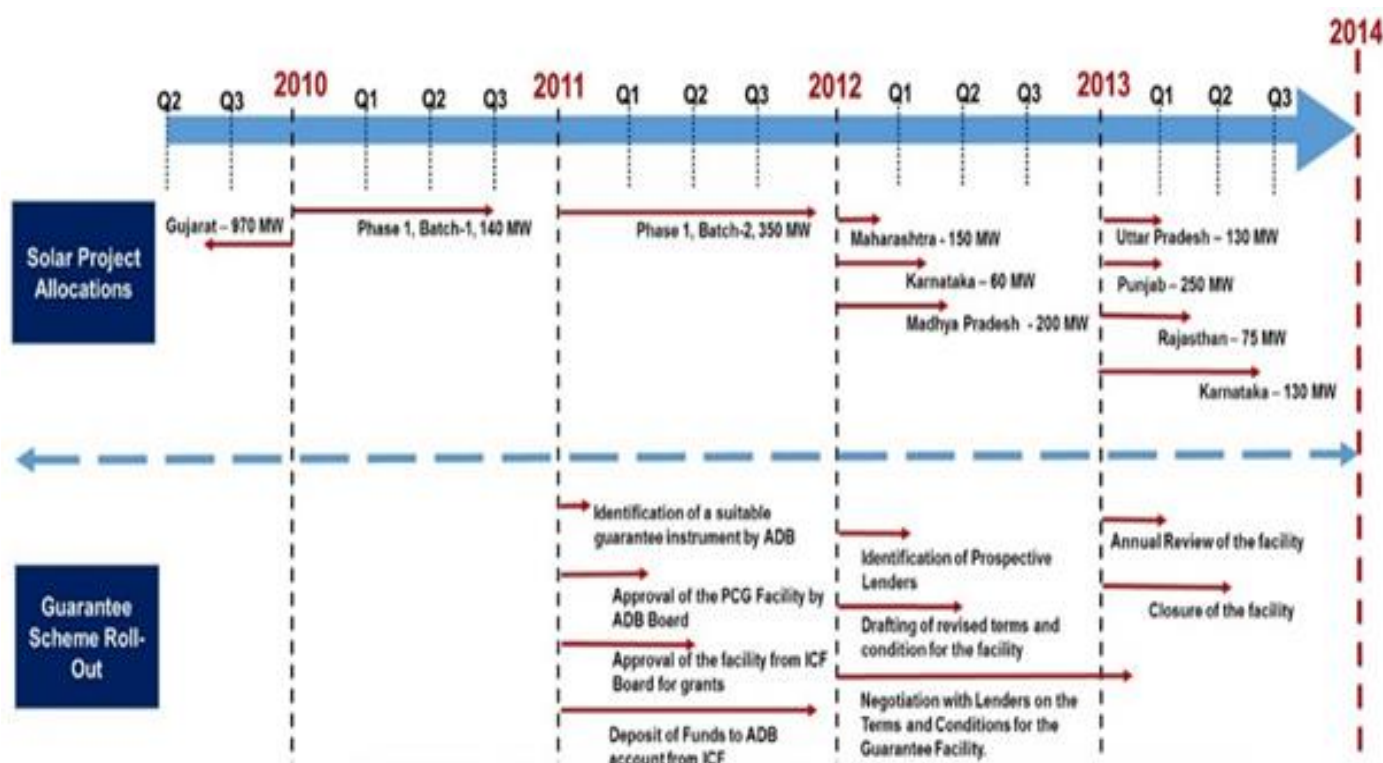 2014
2010
2011
2012
2013
Q2
Q3
Q1
Q2
Q3
Q1
Q2
Q3
Q1
Q2
Q3
Q1
Q2
Q3
Solar Project
Allocations
Gujarat – 970 MW
Phase 1, Batch-1, 140 MW
Phase 1, Batch-2, 350 MW
Maharashtra - 150 MW
Karnataka – 60 MW
Madhya Pradesh - 200 MW
Uttar Pradesh – 130 MW
Punjab – 250 MW
Rajasthan – 75 MW
Karnataka – 130 MW
Guarantee
Scheme Roll-
Out
Identification of a suitable
guarantee instrument by ADB
Approval of the PCG Facility by
ADB Board
Approval of the facility from ICF
Board for grants
Deposit of Funds to ADB
account from ICF
Identification of Prospective
Lenders
Drafting of revised terms and
condition for the facility
Negotiation with Lenders on the
Terms and Conditions for the
Guarantee Facility.
Annual Review of the facility
Closure of the facility